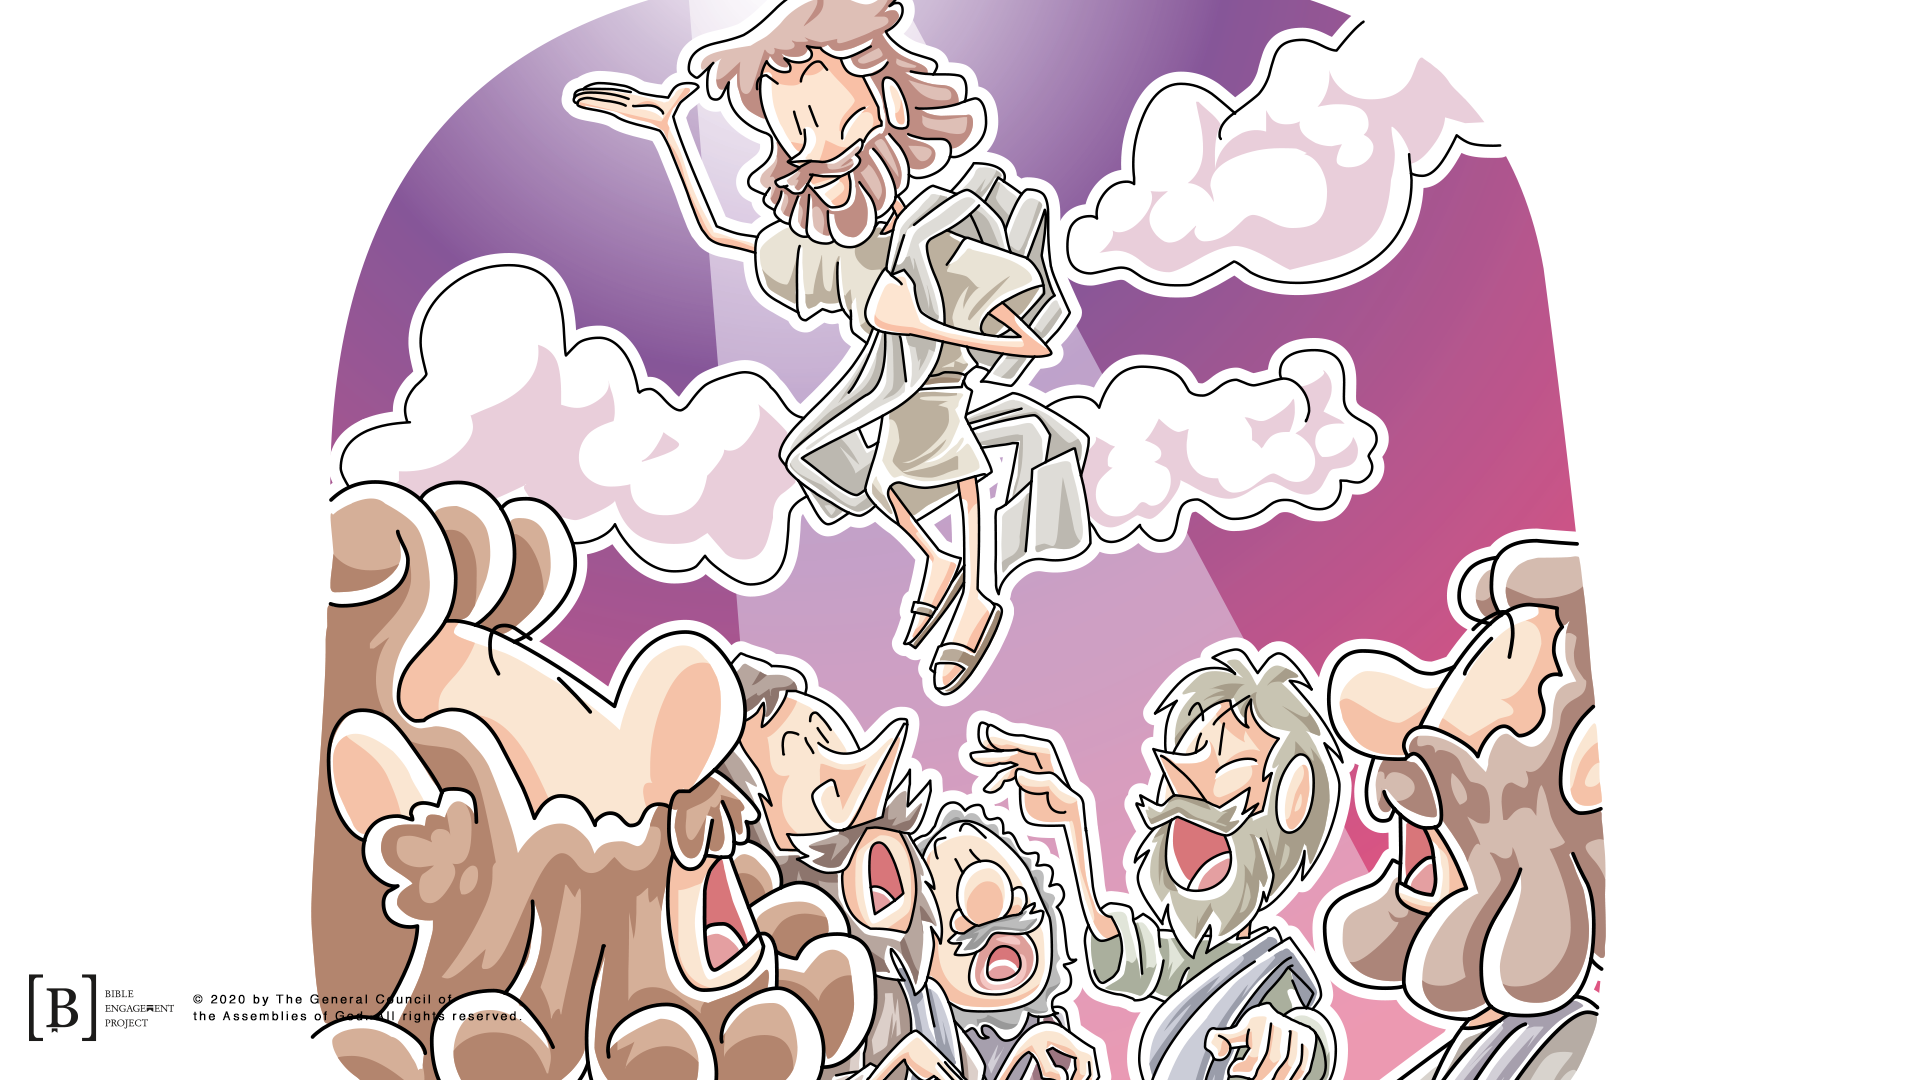 [B]
BIBLE
ENGAGEMENT
PROJECT
© 2020 by The General Council of
the Assemblies of God. All rights reserved.